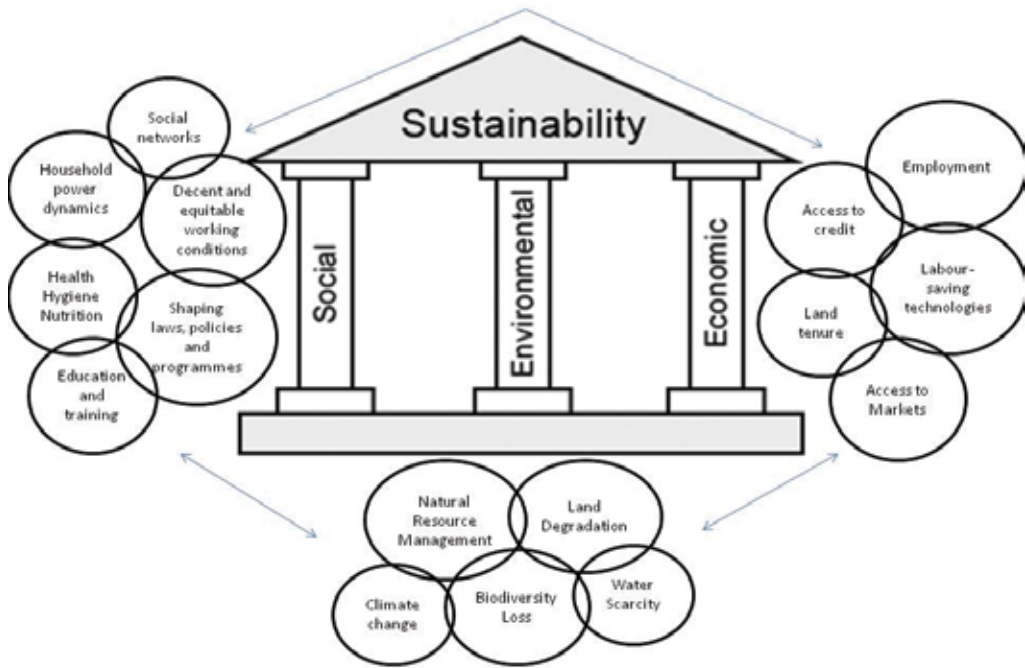 Sustainability
Social
Environmental
Economic
Social
networks
Household
power
dynamics
Decent and
equitable
working
conditions
Health
Hygiene
Nutrition
Shaping
laws, policies
and
programmes
Education
and
training
Employment
Access to
credit
Labour-
saving
technologies
Land
tenure
Access to
Markets
Natural
Resource
Management
Land
Degradation
Climate
change
Biodiversity
Loss
Water
Scarcity